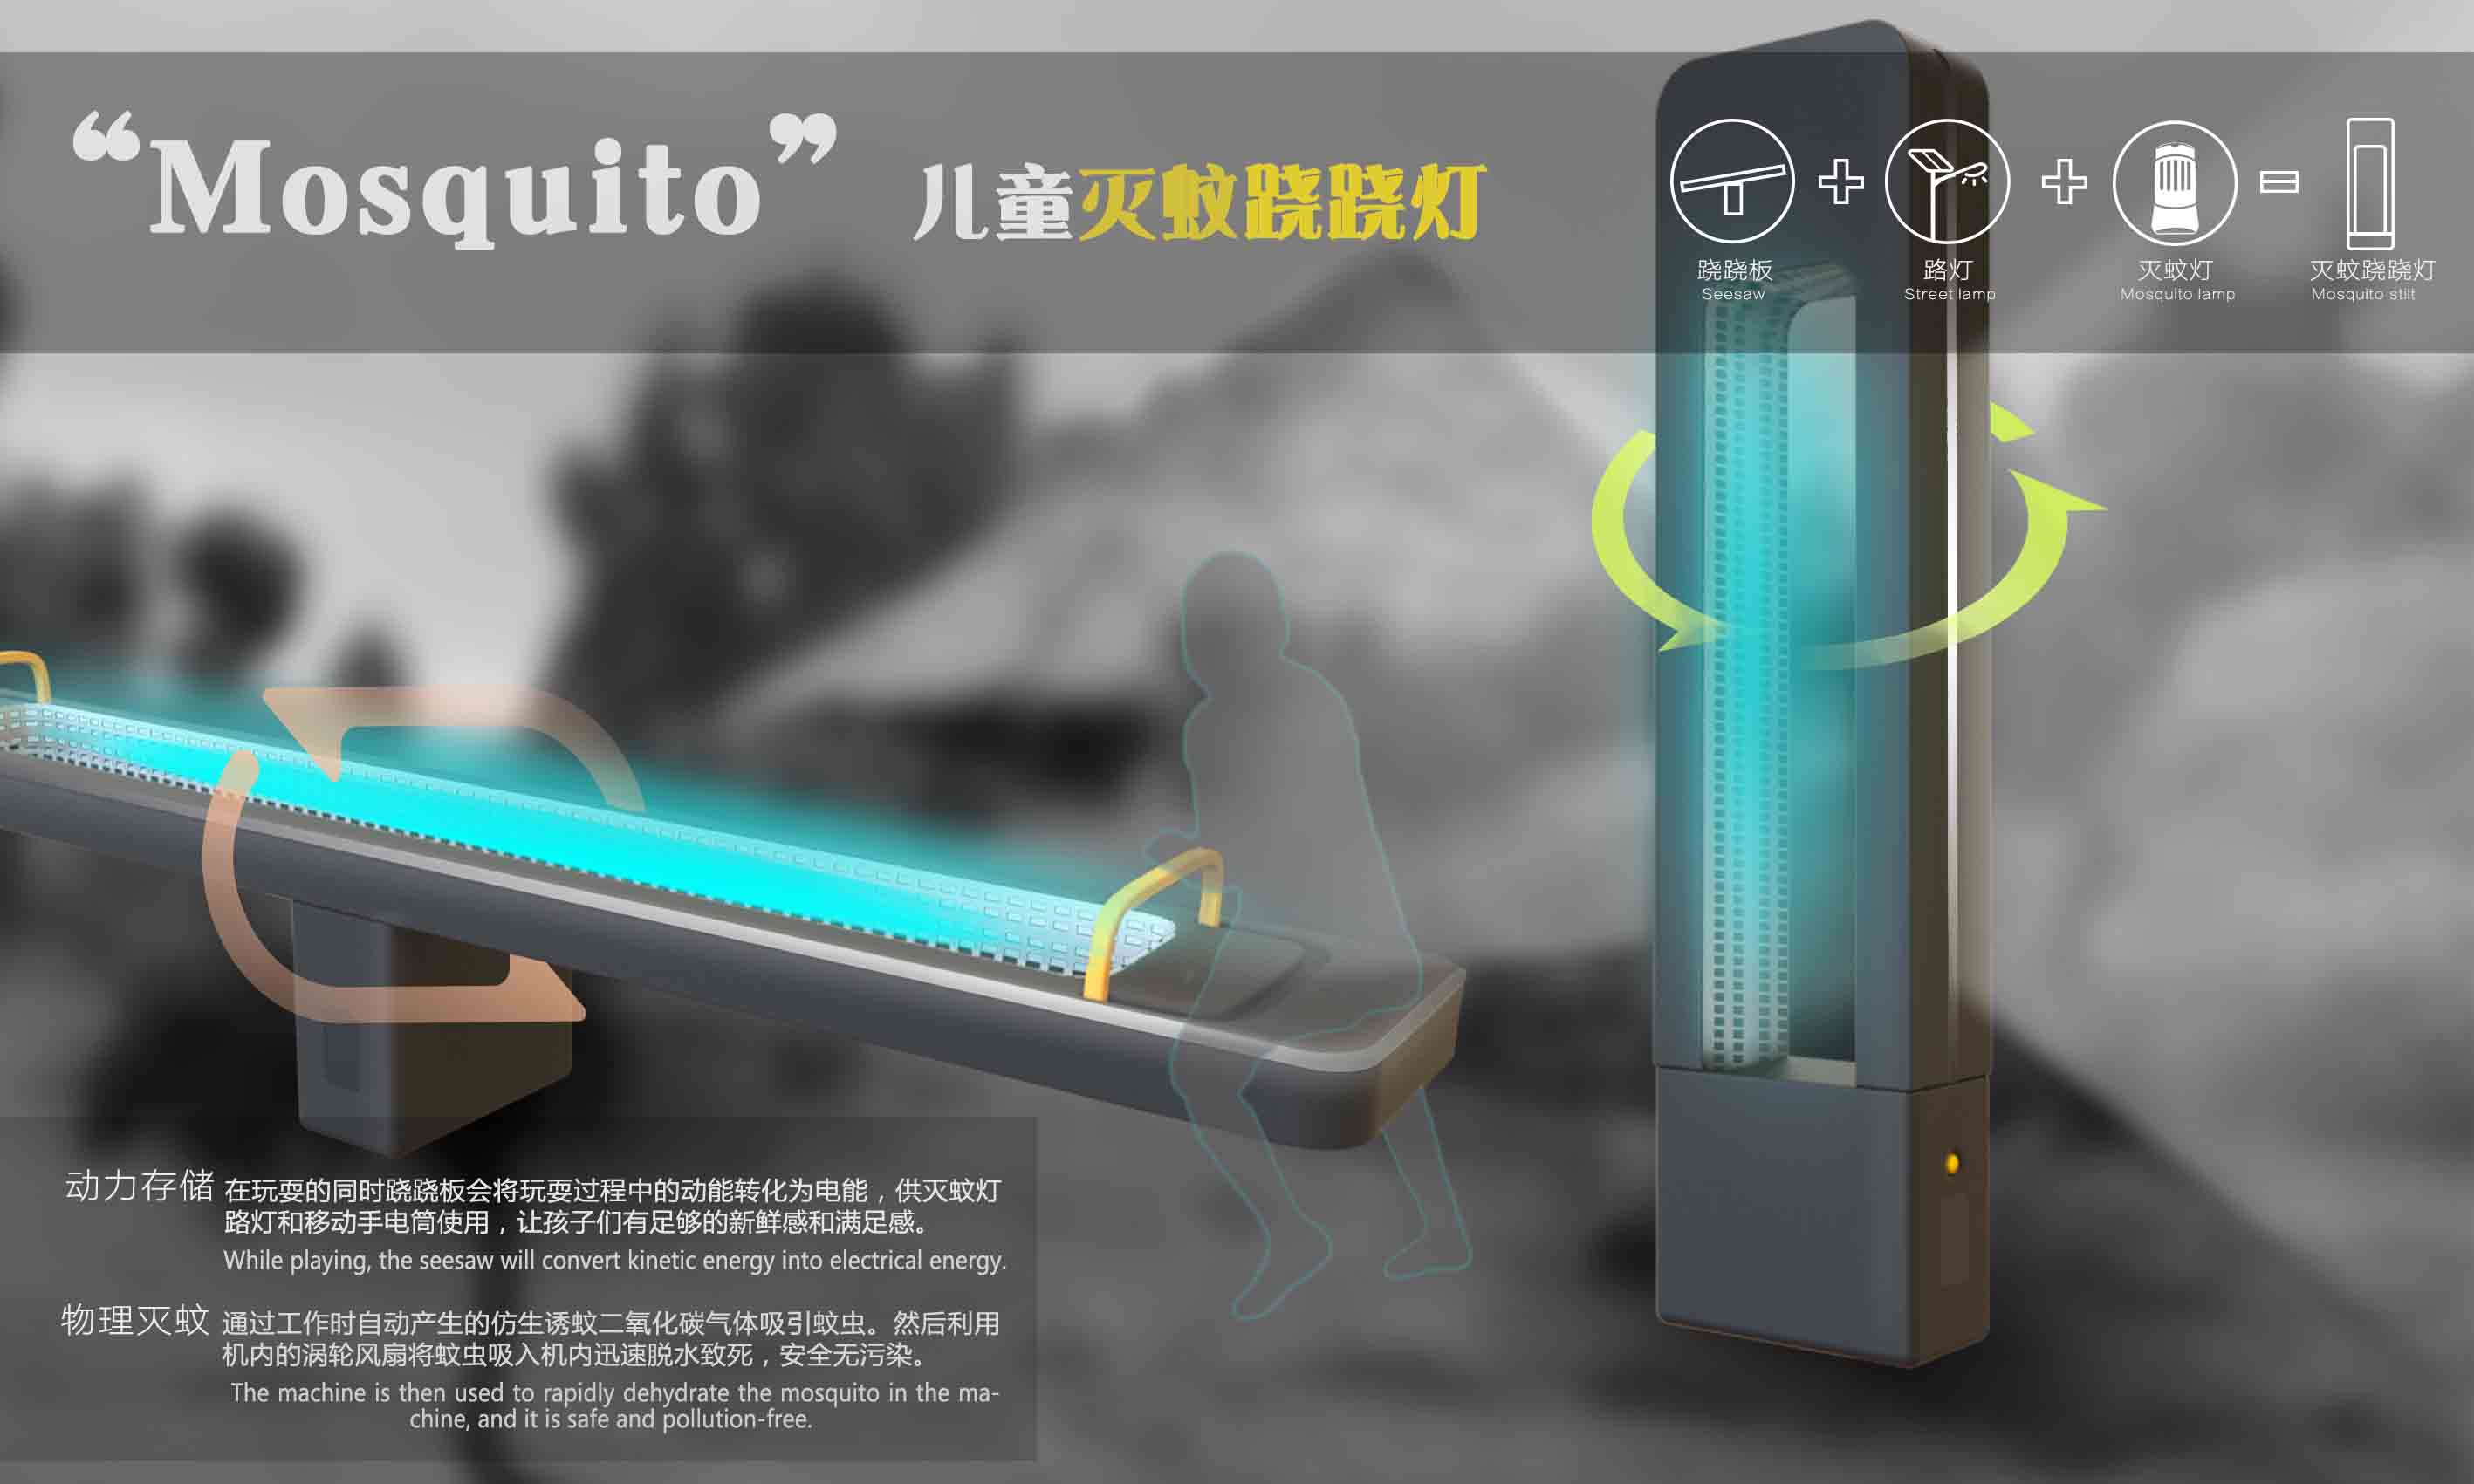 “Mosquito” 儿童灭蚊跷跷灯
跷跷板 路灯 灭蚊灯 灭蚊跷跷灯
Seesaw Street lamp Mosquito lamp Mosquito stilt
动力存储 在玩耍的同时跷跷板会将玩耍过程中的动能转化为电能，供灭蚊灯
路灯和移动手电筒使用，让孩子们有足够的新鲜感和满足感。
While playing, the seesaw will convert kinetic energy into electrical energy.
物理灭蚊 通过工作时自动产生的仿生诱蚊二氧化碳气体吸引蚊虫。然后利用
机内的涡轮风扇将蚊虫吸入机内迅速脱水致死，安全无污染。
The machine is then used to rapidly dehydrate the mosquito in the ma-
chine, and it is safe and pollution-free.